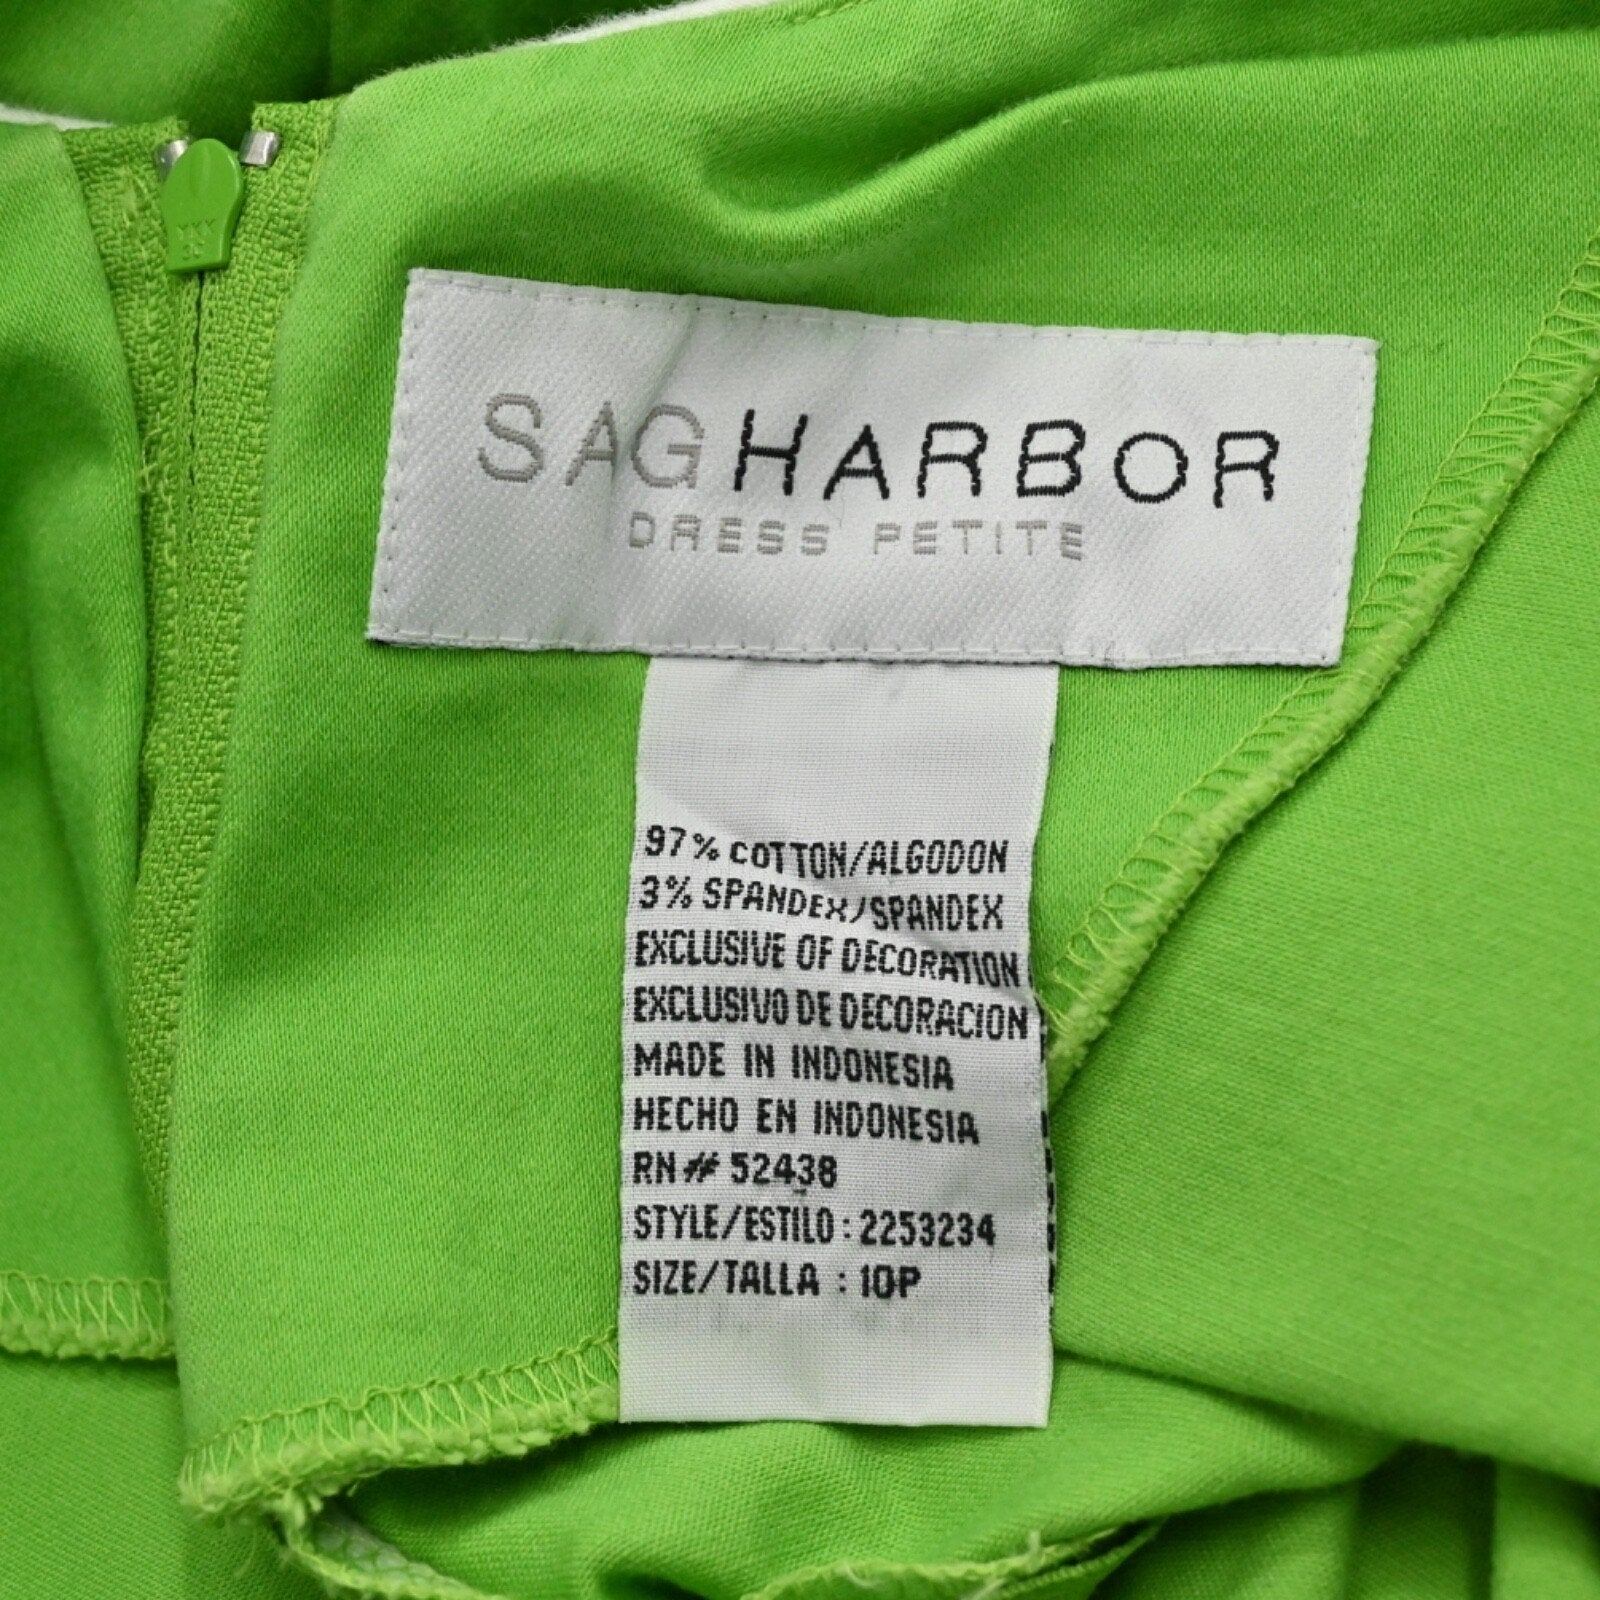 SAGHARBOR
DRESS PETITE
97% COTTON/ALGODON
3% SPANDEX/SPANDEX
EXCLUSIVE OF DECORATION
EXCLUSIVO DE DECORACION
MADE IN INDONESIA
HECHO EN INDONESIA
RN# 52438
STYLE/ESTILO : 2253234
SIZE/TALLA : 10P